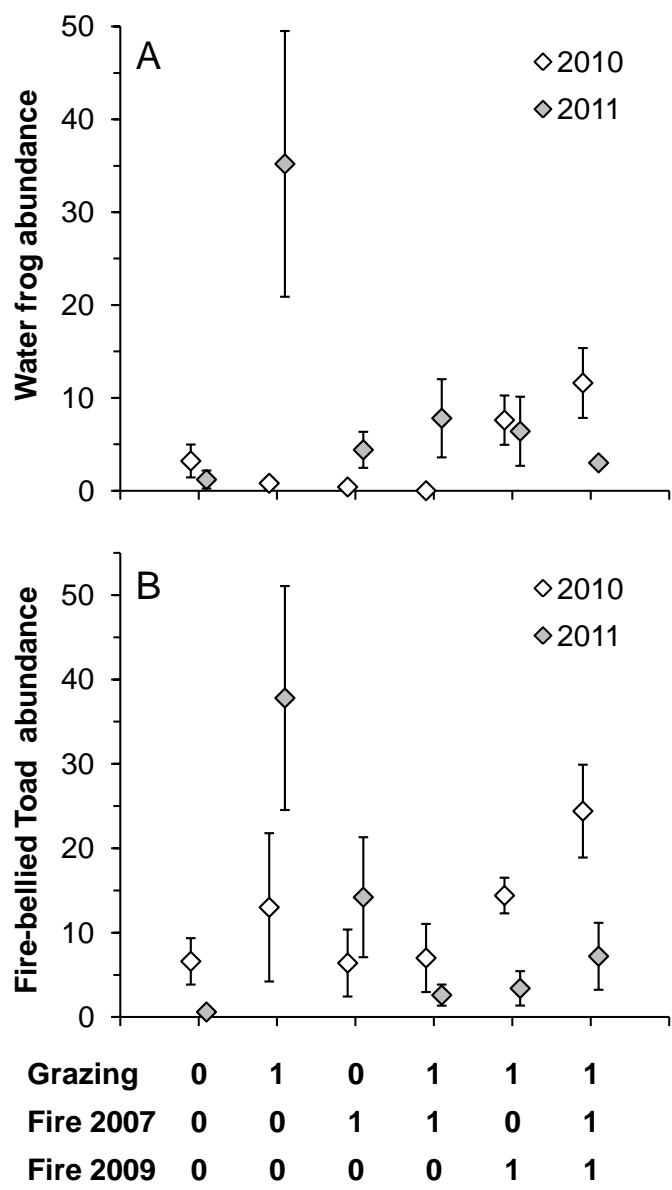 50
A
2010
40
2011
30
20
10
0
Water frog abundance
B
50
2010
2011
40
30
20
10
0
Fire-bellied Toad abundance
Grazing 0 1 0 1 1 1
Fire 2007 0 0 1 1 0 1
Fire 2009 0 0 0 0 1 1